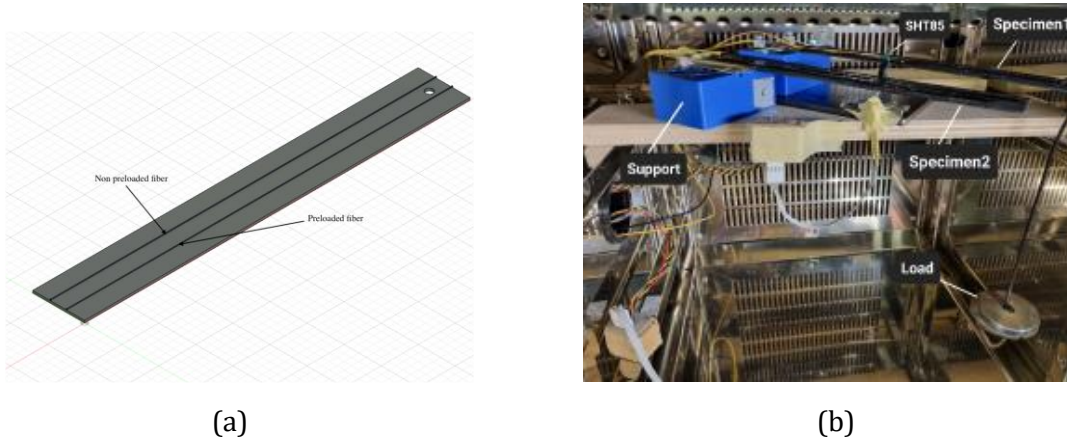 Non preloaded fiber
Preloaded fiber
SHT85
Specimen1
Support
Specimen2
Load
(a)
(b)